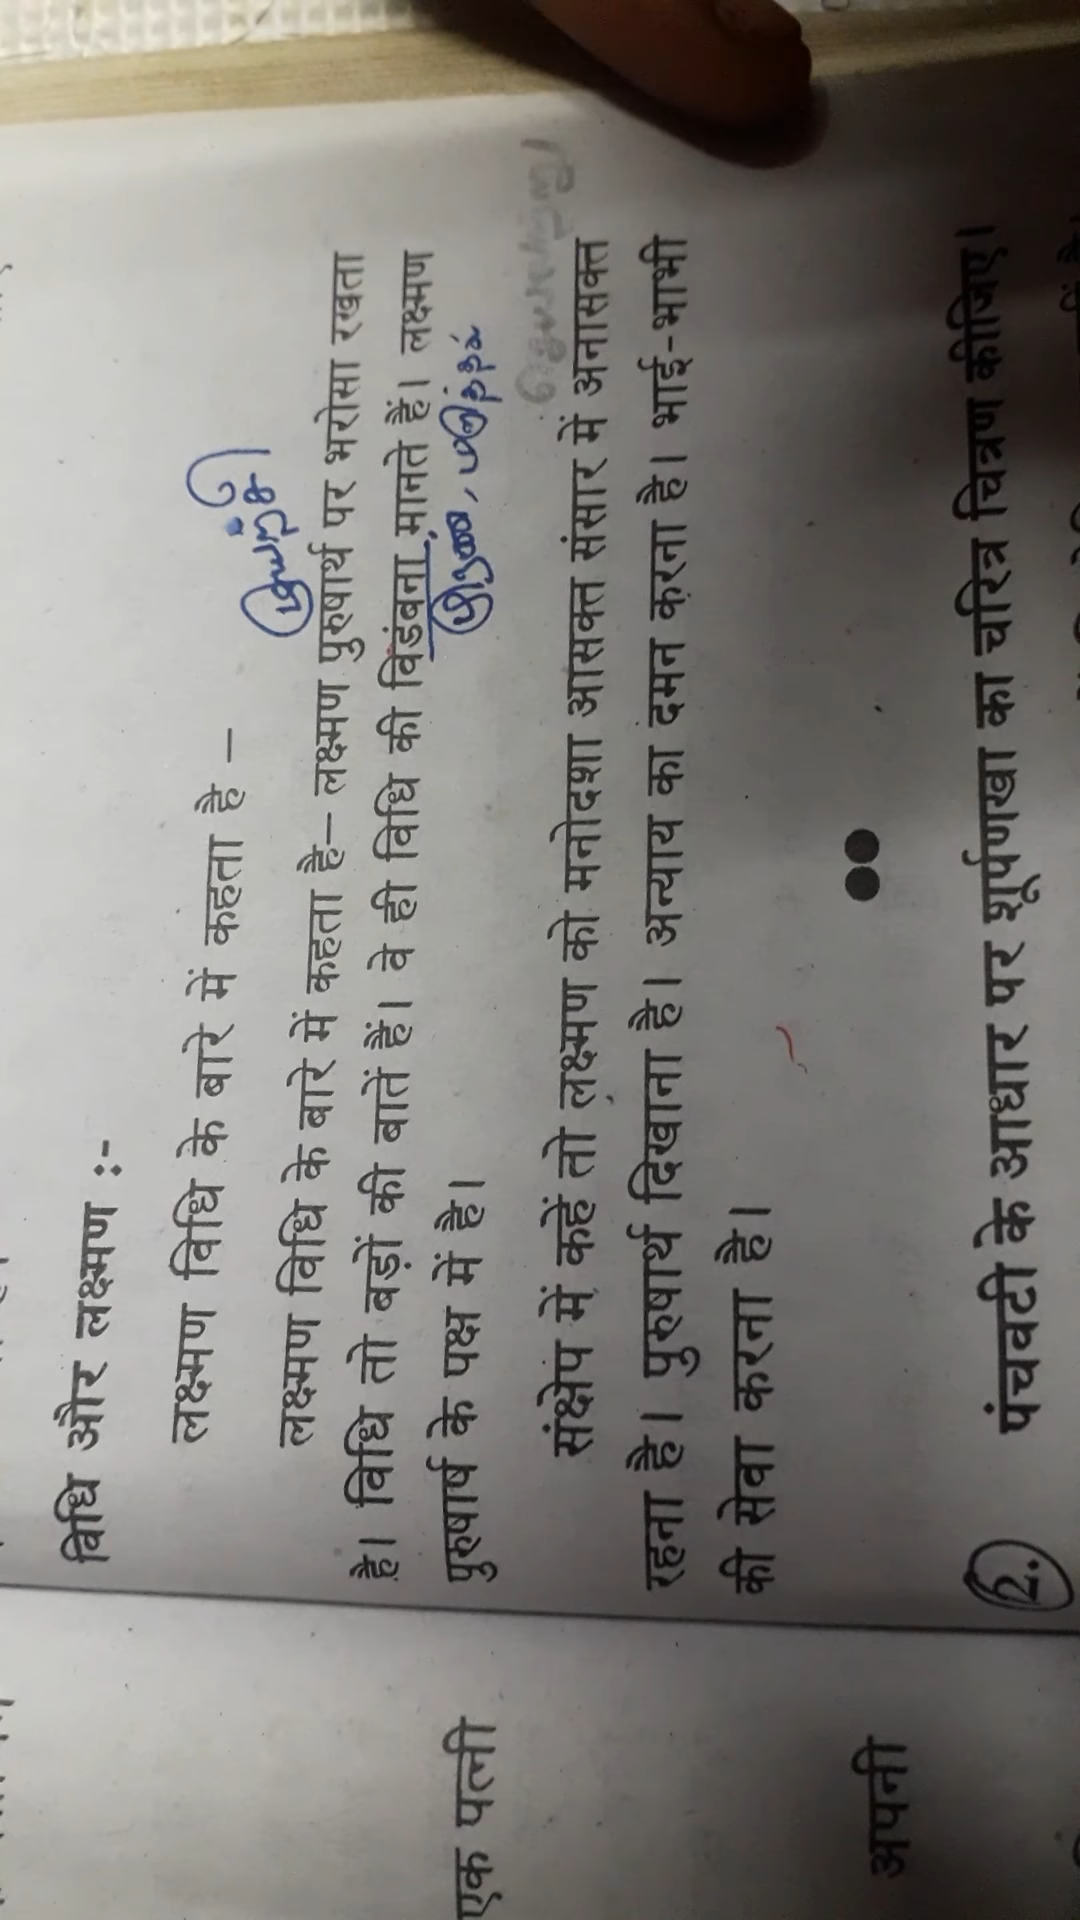 विधि और लक्ष्मण :-
लक्ष्मण विधि के बारे में कहता है –
लक्ष्मण विधि के बारे में कहता है– लक्ष्मण पुरुषार्थ पर भरोसा रखता
है। विधि तो बड़ों की बातें हैं। वे ही विधि की विडंबना मानते हैं। लक्ष्मण
पुरुषार्थ के पक्ष में है।
संक्षेप में कहें तो लक्ष्मण को मनोदशा आसक्त संसार में अनासक्त
रहना है। पुरुषार्थ दिखाना है। अन्याय का दमन करना है। भाई-भाभी
की सेवा करना है।
2. पंचवटी के आधार पर शूर्पणखा का चरित्र चित्रण कीजिए।
एक पत्नी
अपनी